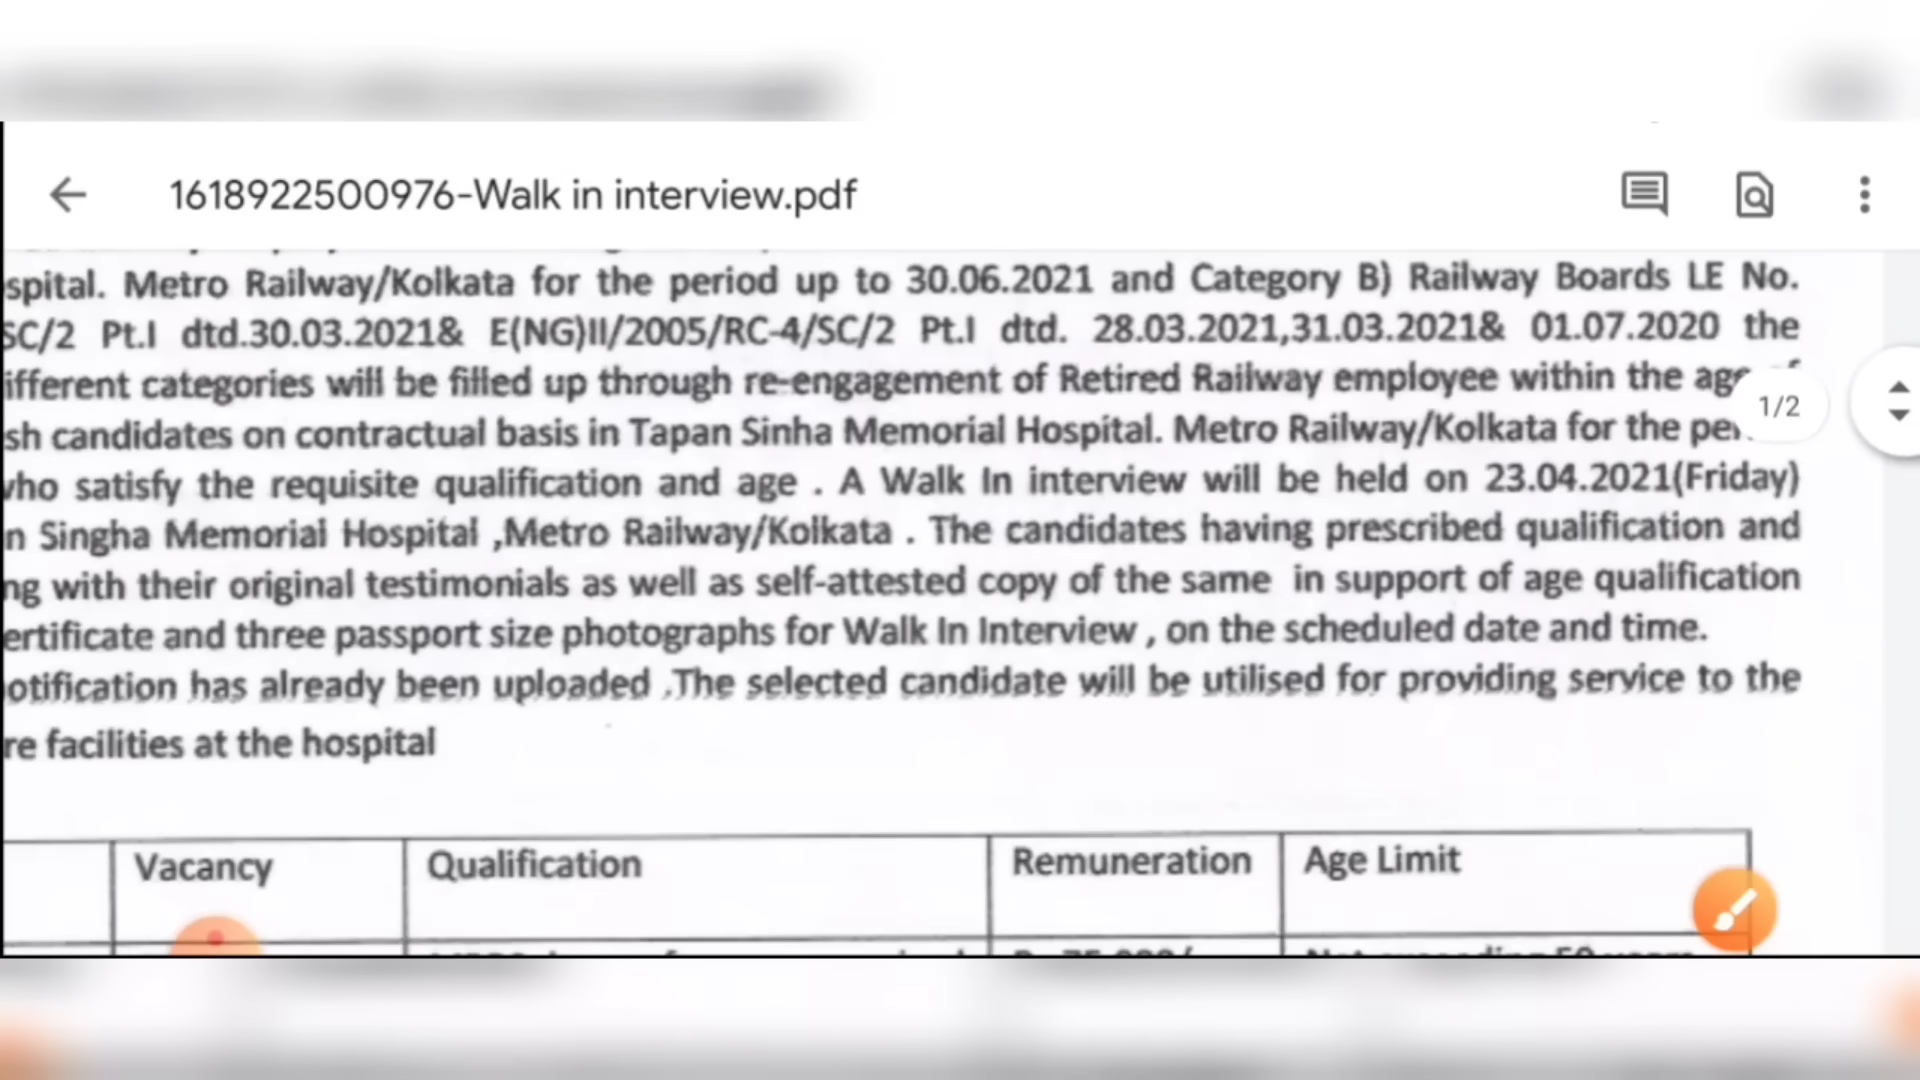 1618922500976-Walk in interview.pdf
spital. Metro Railway/Kolkata for the period up to 30.06.2021 and Category B) Railway Boards LE No.
SC/2 Pt.I dtd.30.03.2021& E(NG)II/2005/RC-4/SC/2 Pt.I dtd. 28.03.2021,31.03.2021& 01.07.2020 the
ifferent categories will be filled up through re-engagement of Retired Railway employee within the age of
sh candidates on contractual basis in Tapan Sinha Memorial Hospital. Metro Railway/Kolkata for the per
1/2
who satisfy the requisite qualification and age . A Walk In interview will be held on 23.04.2021(Friday)
n Singha Memorial Hospital ,Metro Railway/Kolkata . The candidates having prescribed qualification and
ng with their original testimonials as well as self-attested copy of the same in support of age qualification
ertificate and three passport size photographs for Walk In Interview , on the scheduled date and time.
otification has already been uploaded .The selected candidate will be utilised for providing service to the
re facilities at the hospital
Vacancy Qualification Remuneration Age Limit